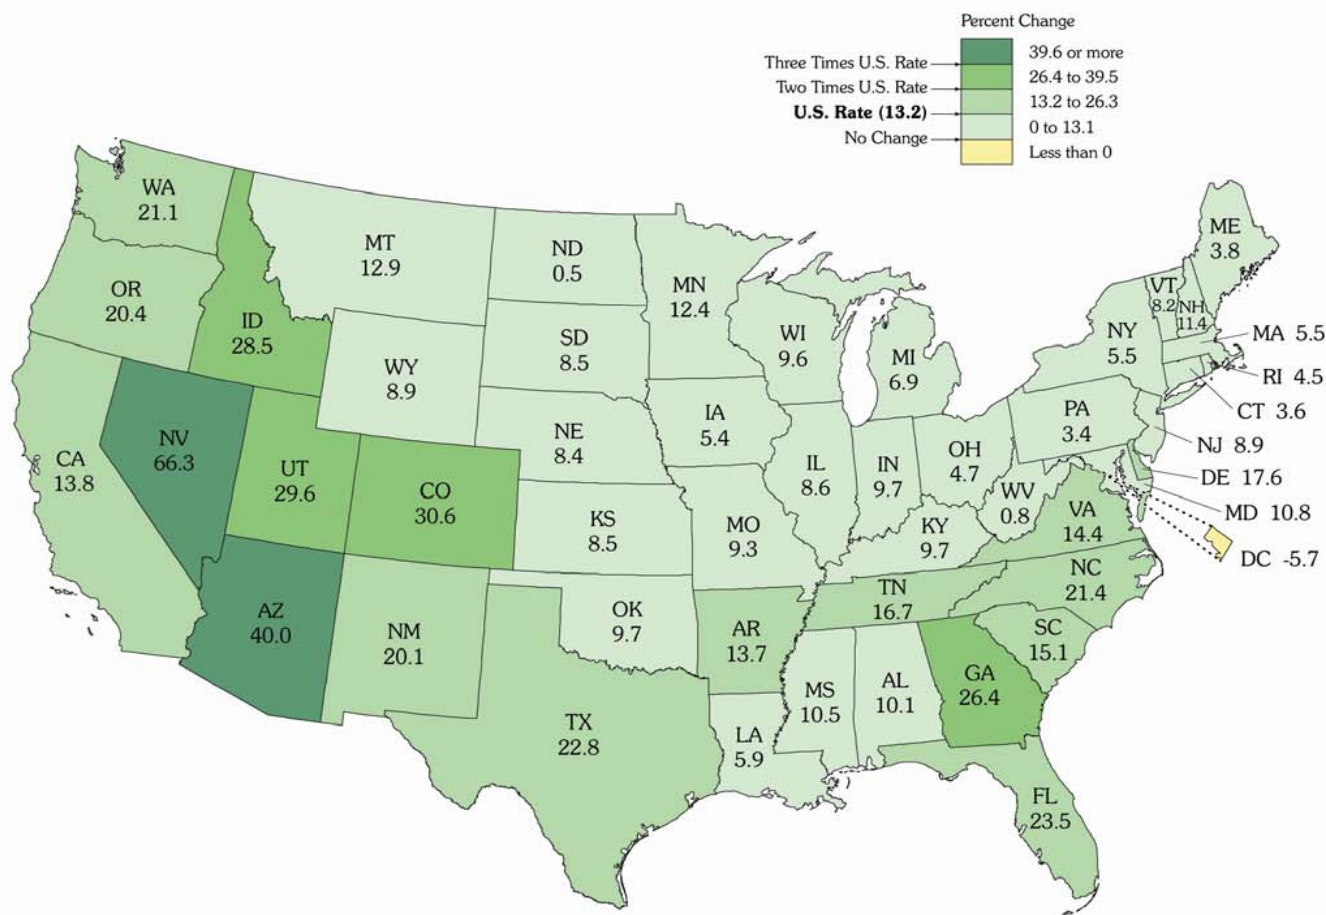 Percent Change
39.6 or more
Three Times U.S. Rate
26.4 to 39.5
Two Times U.S. Rate
13.2 to 26.3
U.S. Rate (13.2)
0 to 13.1
No Change
Less than 0
WA
21.1
OR
20.4
CA
13.8
ID
28.5
NV
66.3
UT
29.6
AZ
40.0
MT
12.9
WY
8.9
CO
30.6
NM
20.1
ND
0.5
SD
8.5
NE
8.4
KS
8.5
OK
9.7
TX
22.8
MN
12.4
IA
5.4
MO
9.3
AR
13.7
LA
5.9
WI
9.6
IL
8.6
MI
6.9
IN
9.7
OH
4.7
KY
9.7
TN
16.7
MS
10.5
AL
10.1
GA
26.4
FL
23.5
SC
15.1
NC
21.4
VA
14.4
WV
0.8
PA
3.4
NY
5.5
VT
8.2
NH
11.4
ME
3.8
MA 5.5
RI 4.5
CT 3.6
NJ 8.9
DE 17.6
MD 10.8
DC -5.7